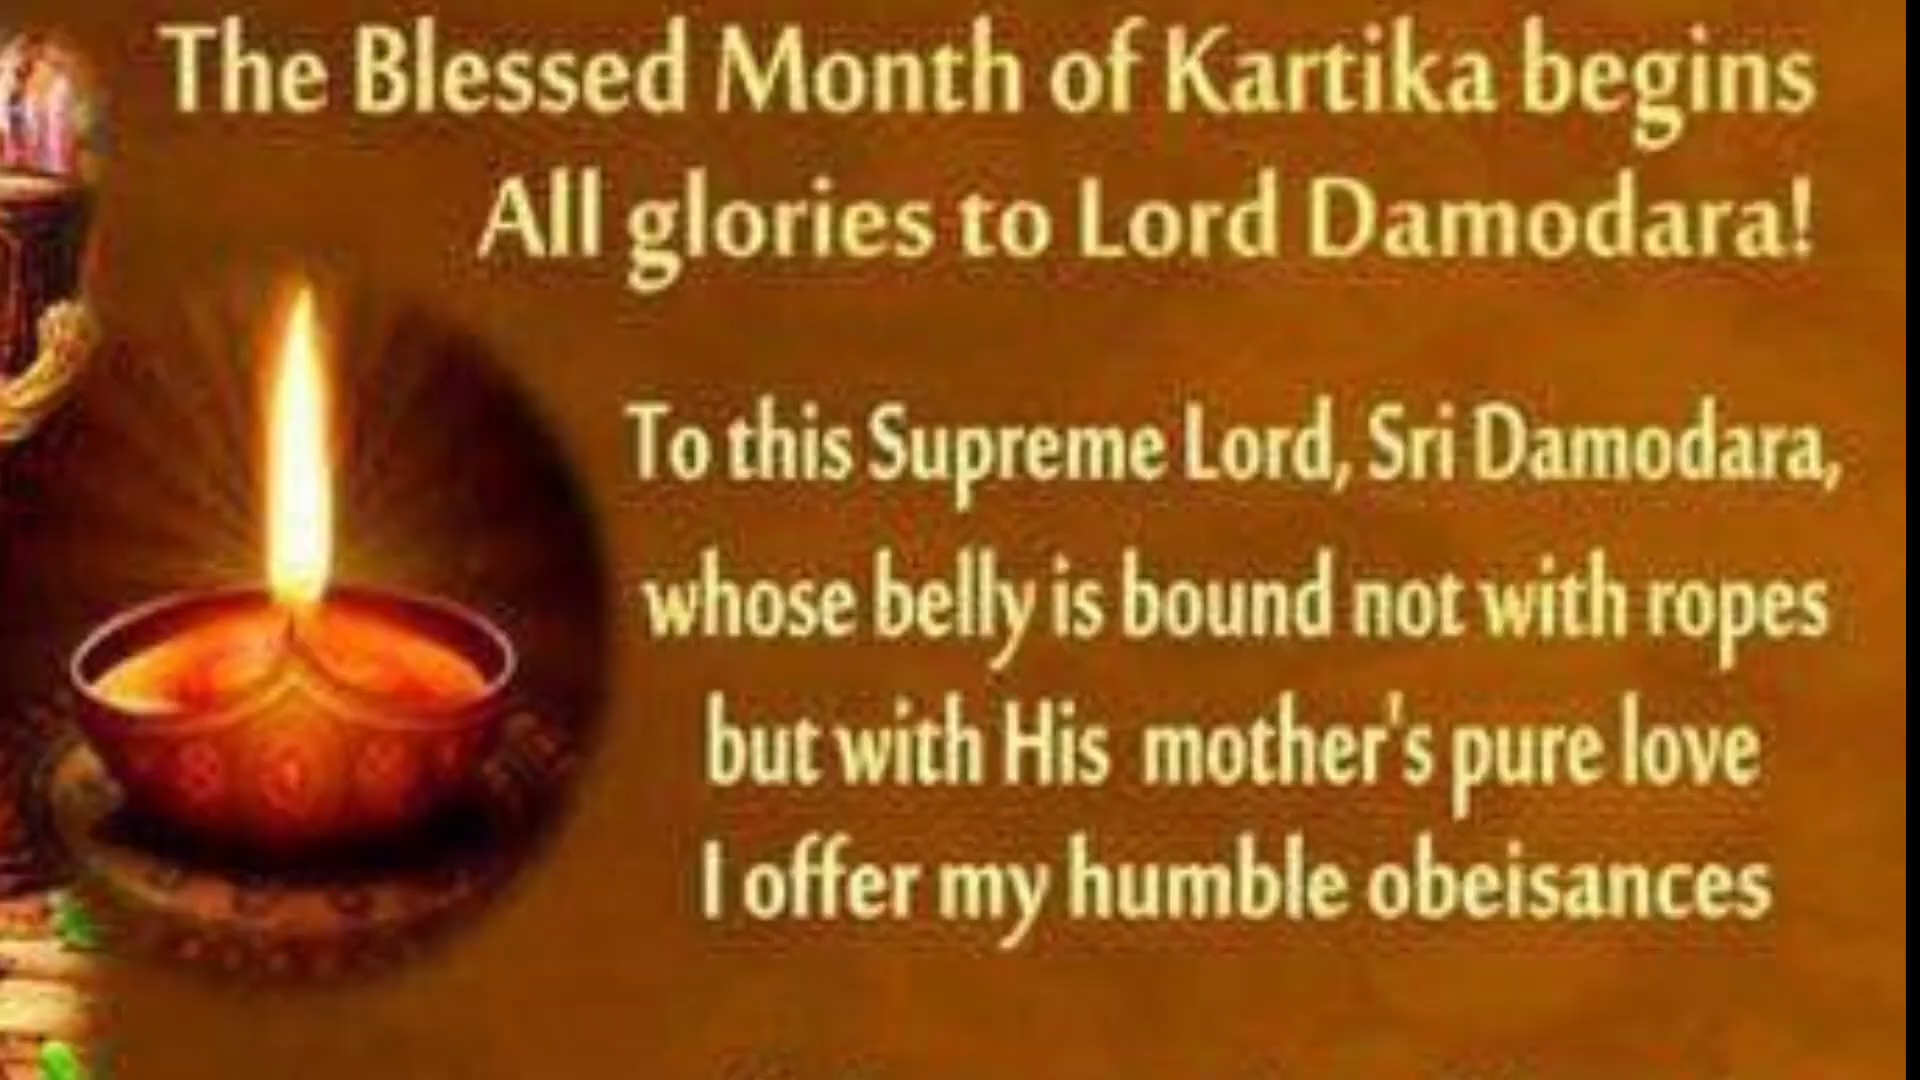 The Blessed Month of Kartika begins
All glories to Lord Damodara!
To this Supreme Lord, Sri Damodara,
whose belly is bound not with ropes
but with His mother's pure love
I offer my humble obeisances